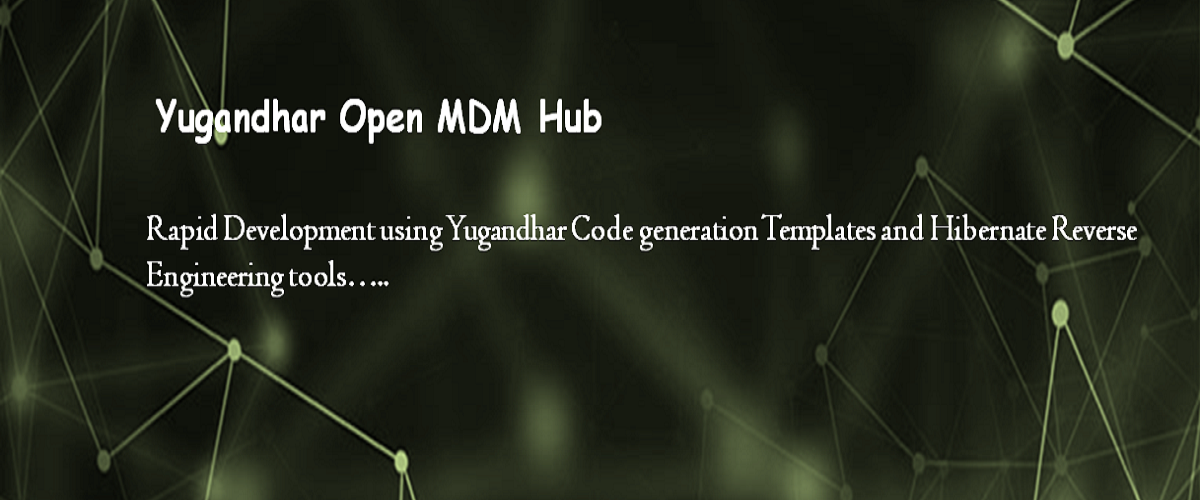 Yugandhar Open MDM Hub
Rapid Development using Yugandhar Code generation Templates and Hibernate Reverse
Engineering tools…..